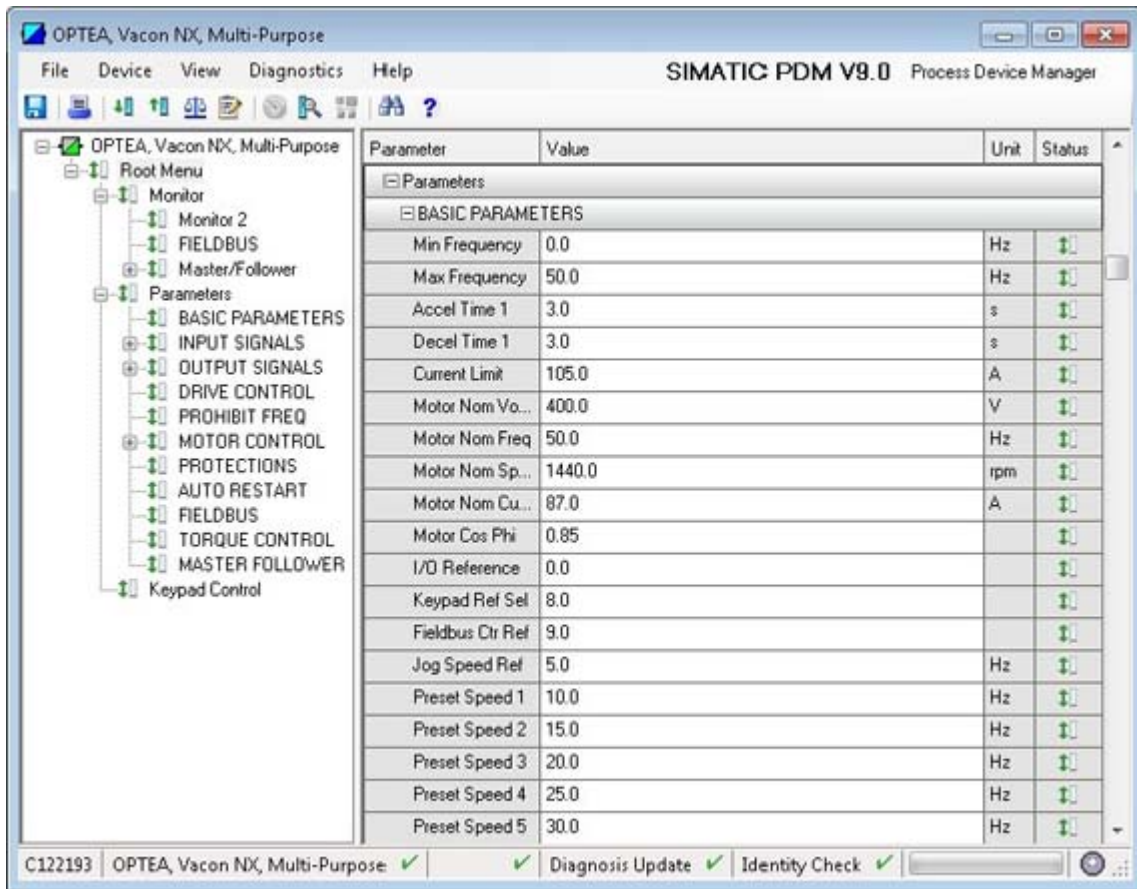 OPTEA, Vacon NX, Multi-Purpose
File Device View Diagnostics Help SIMATIC PDM V9.0 Process Device Manager
?
OPTEA, Vacon NX, Multi-Purpose
Root Menu
Monitor
Monitor 2
FIELDBUS
Master/Follower
Parameters
BASIC PARAMETERS
INPUT SIGNALS
OUTPUT SIGNALS
DRIVE CONTROL
PROHIBIT FREQ
MOTOR CONTROL
PROTECTIONS
AUTO RESTART
FIELDBUS
TORQUE CONTROL
MASTER FOLLOWER
Keypad Control
Parameter Value Unit Status
Parameters
BASIC PARAMETERS
Min Frequency 0.0 Hz
Max Frequency 50.0 Hz
Accel Time 1 3.0 s
Decel Time 1 3.0 s
Current Limit 105.0 A
Motor Nom Vo... 400.0 V
Motor Nom Freq 50.0 Hz
Motor Nom Sp... 1440.0 rpm
Motor Nom Cu... 87.0 A
Motor Cos Phi 0.85
I/O Reference 0.0
Keypad Ref Sel 8.0
Fieldbus Ctr Ref 9.0
Jog Speed Ref 5.0 Hz
Preset Speed 1 10.0 Hz
Preset Speed 2 15.0 Hz
Preset Speed 3 20.0 Hz
Preset Speed 4 25.0 Hz
Preset Speed 5 30.0 Hz
C122193 OPTEA, Vacon NX, Multi-Purpose Diagnosis Update Identity Check